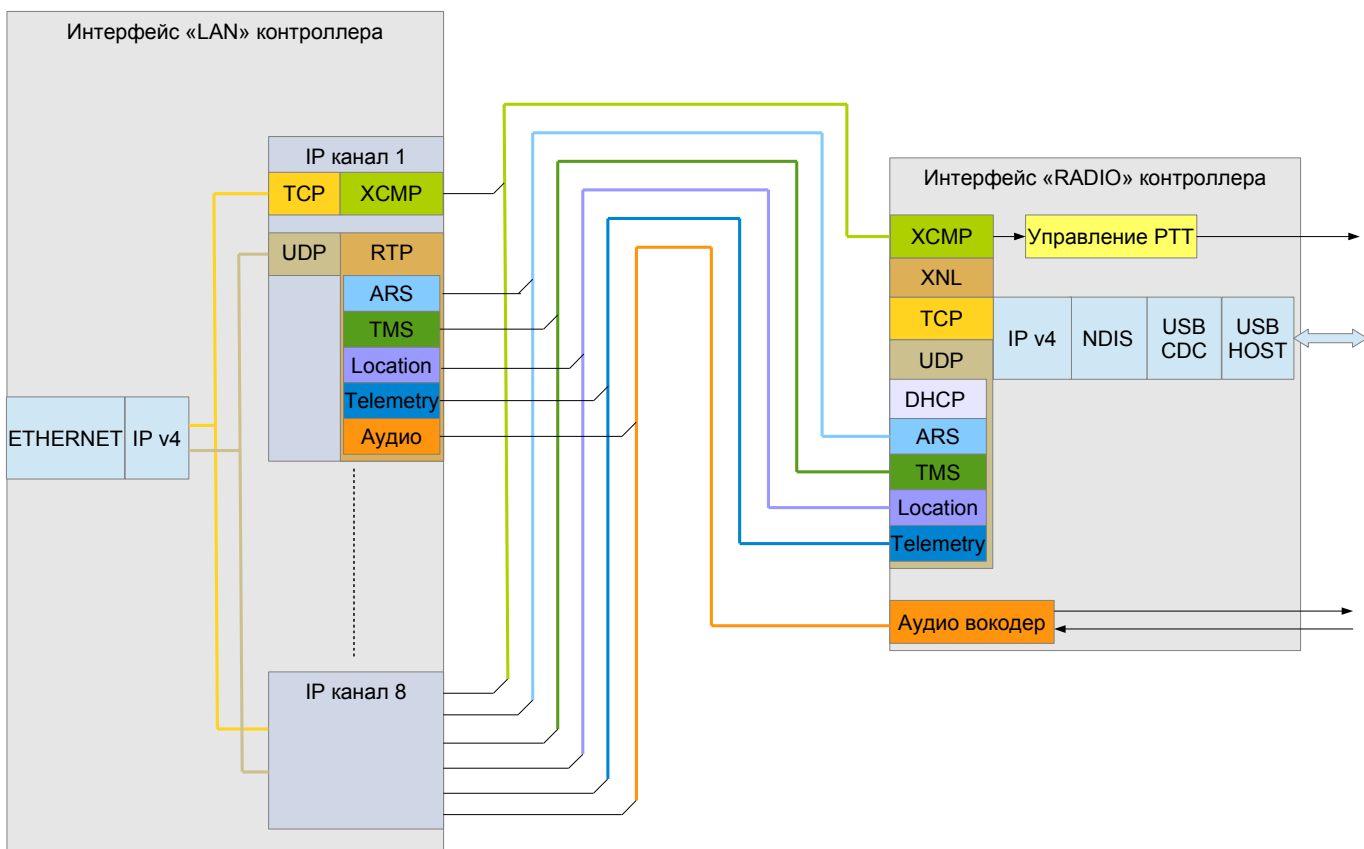 Интерфейс «LAN» контроллера
IP канал 1
TCP
XCMP
UDP
RTP
ARS
TMS
Location
Telemetry
Аудио
ETHERNET
IP v4
IP канал 8
Интерфейс «RADIO» контроллера
XCMP
Управление PTT
XNL
TCP
UDP
IP v4
NDIS
USB
CDC
USB
HOST
DHCP
ARS
TMS
Location
Telemetry
Аудио вокодер